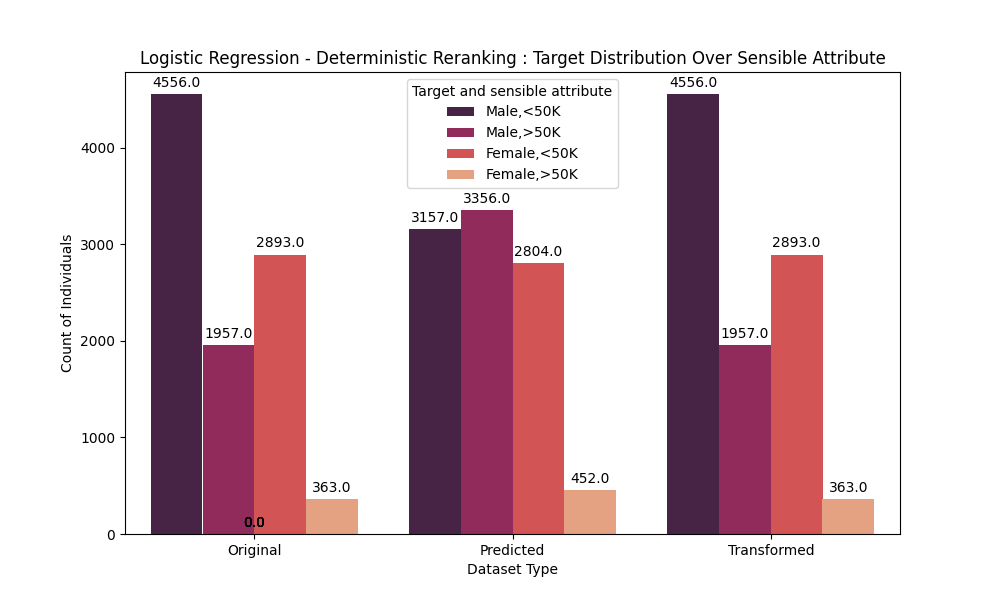 Logistic Regression - Deterministic Reranking : Target Distribution Over Sensible Attribute
4556.0
4556.0
Target and sensible attribute
Male,<50K
Male,>50K
Female,<50K
Female,>50K
4000
3356.0
3157.0
3000
2893.0
2804.0
2893.0
Count of Individuals
2000
1957.0
1957.0
1000
363.0
452.0
363.0
0.0
0
Original
Predicted
Transformed
Dataset Type